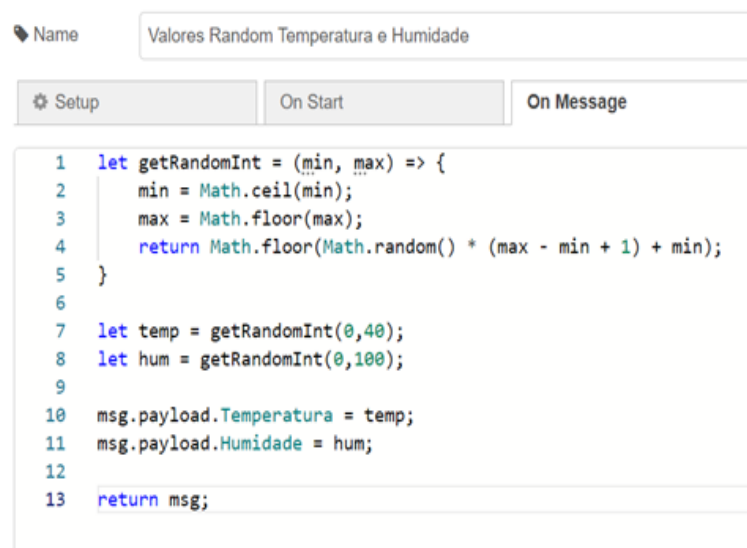 Name
Valores Random Temperatura e Humidade
Setup
On Start
On Message
1 let getRandomInt = (min, max) => {
2     min = Math.ceil(min);
3     max = Math.floor(max);
4     return Math.floor(Math.random() * (max - min + 1) + min);
5 }
6
7 let temp = getRandomInt(0,40);
8 let hum = getRandomInt(0,100);
9
10 msg.payload.Temperatura = temp;
11 msg.payload.Humidade = hum;
12
13 return msg;